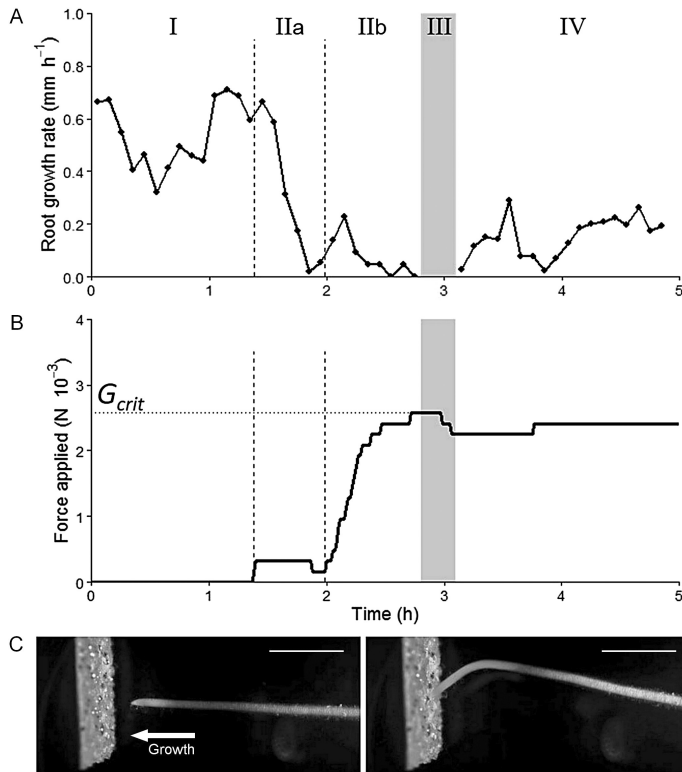 A
I IIa IIb III IV
Root growth rate (mm h⁻¹)
1.0
0.8
0.6
0.4
0.2
0.0
0 1 2 3 4 5
B
Force applied (N 10⁻³)
4
3
2
1
0
G_crit
0 1 2 3 4 5
Time (h)
C
Growth